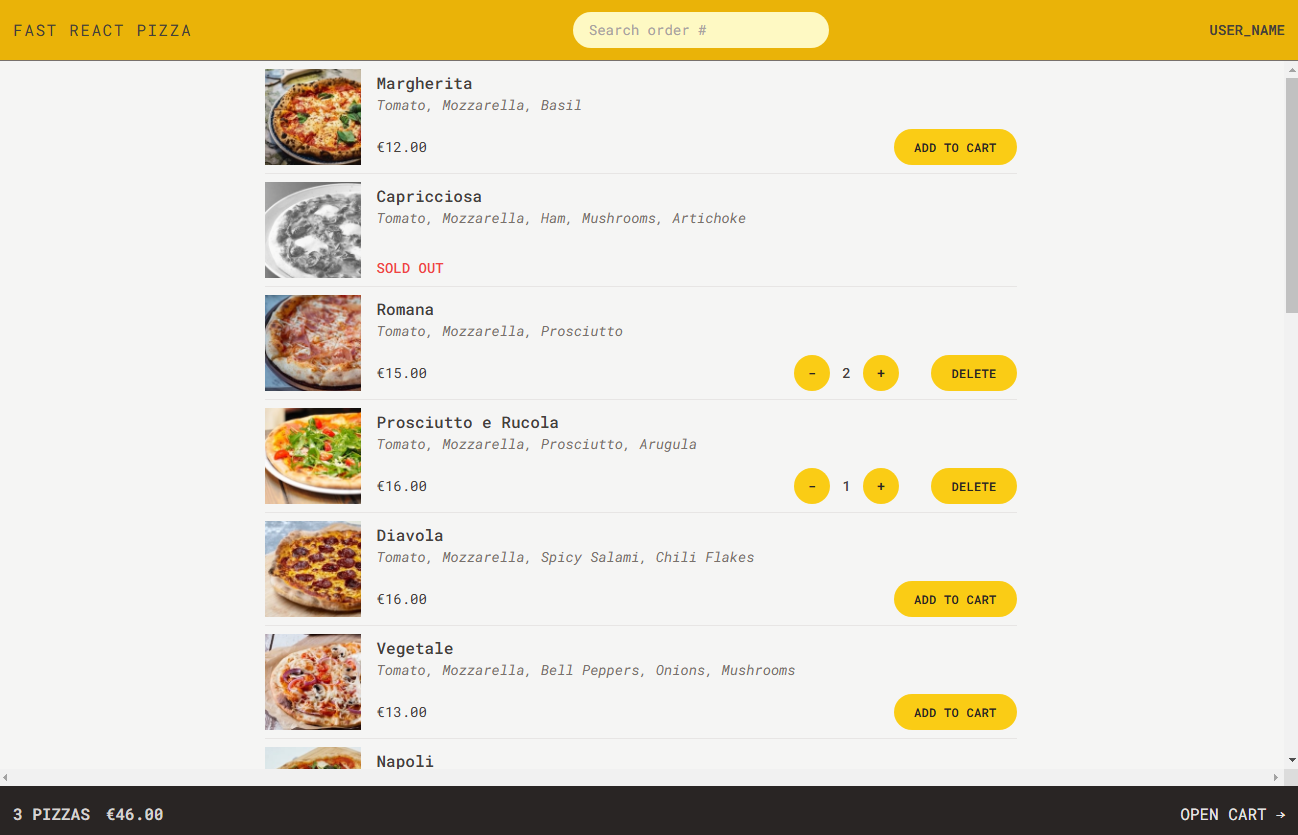 FAST REACT PIZZA
Search order #
USER_NAME
Margherita
Tomato, Mozzarella, Basil
€12.00
ADD TO CART
Capricciosa
Tomato, Mozzarella, Ham, Mushrooms, Artichoke
SOLD OUT
Romana
Tomato, Mozzarella, Prosciutto
€15.00
- 2 + DELETE
Prosciutto e Rucola
Tomato, Mozzarella, Prosciutto, Arugula
€16.00
- 1 + DELETE
Diavola
Tomato, Mozzarella, Spicy Salami, Chili Flakes
€16.00
ADD TO CART
Vegetale
Tomato, Mozzarella, Bell Peppers, Onions, Mushrooms
€13.00
ADD TO CART
Napoli
3 PIZZAS €46.00
OPEN CART →